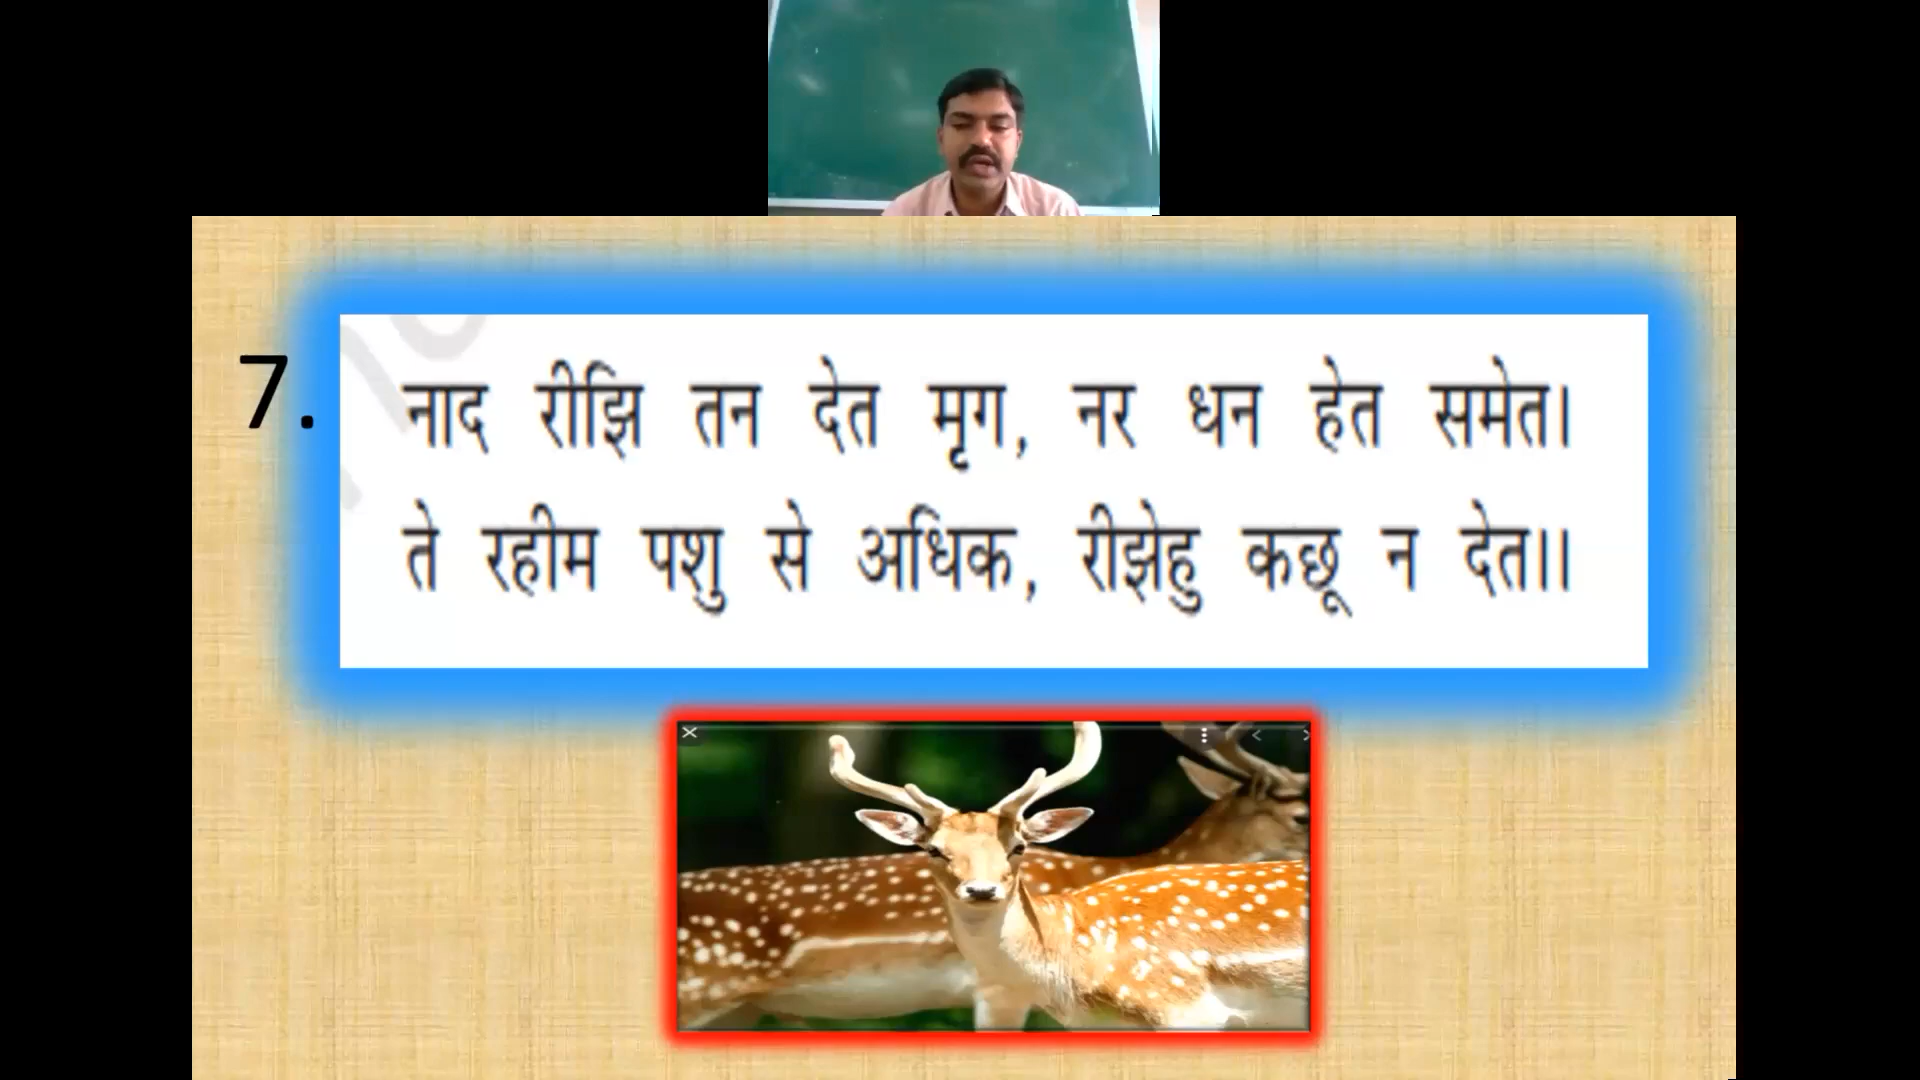 7.
नाद रीझि तन देत मृग, नर धन हेत समेत।
ते रहीम पशु से अधिक, रीझेहु कछू न देत।।